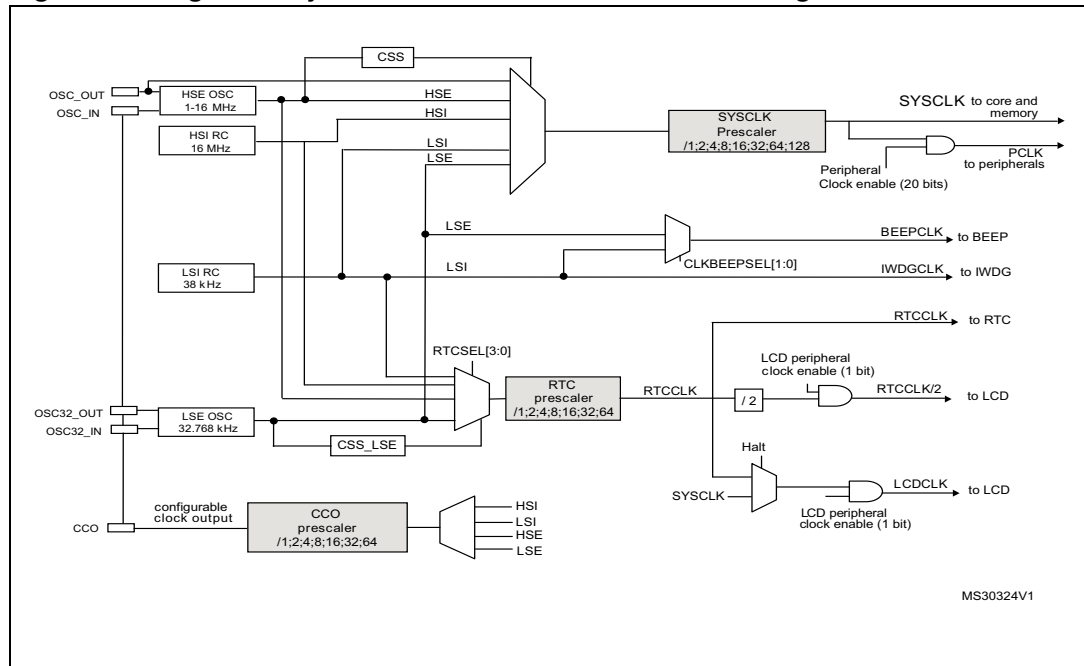 CSS
OSC_OUT
OSC_IN
HSE OSC
1-16 MHz
HSE
HSI
HSI RC
16 MHz
LSI
LSE
SYSCLK
Prescaler
/1;2;4;8;16;32;64;128
SYSCLK to core and
memory
PCLK
to peripherals
Peripheral
Clock enable (20 bits)
LSE
BEEPCLK to BEEP
CLKBEEPSEL[1:0]
LSI RC
38 kHz
LSI
IWDGCLK to IWDG
RTCCLK to RTC
RTCSEL[3:0]
LCD peripheral
clock enable (1 bit)
RTC
prescaler
/1;2;4;8;16;32;64
RTCCLK
/ 2
RTCCLK/2 to LCD
OSC32_OUT
OSC32_IN
LSE OSC
32.768 kHz
CSS_LSE
Halt
SYSCLK
LCDCLK to LCD
LCD peripheral
clock enable (1 bit)
CCO
configurable
clock output
CCO
prescaler
/1;2;4;8;16;32;64
HSI
LSI
HSE
LSE
MS30324V1